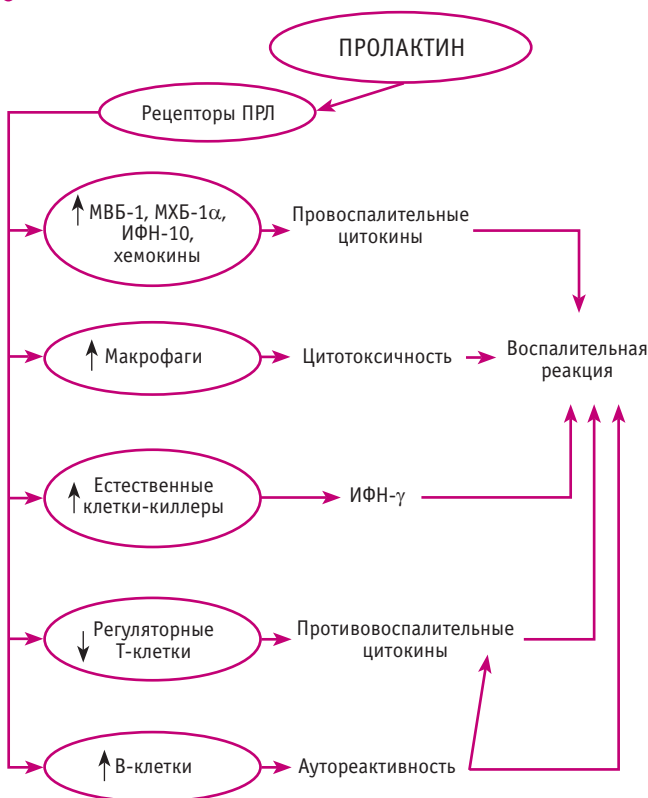 ПРОЛАКТИН
Рецепторы ПРЛ
МВБ-1, МХБ-1α,
ИФН-10,
хемокины
Провоспалительные
цитокины
Макрофаги
Цитотоксичность
Воспалительная
реакция
Естественные
клетки-киллеры
ИФН-γ
Регуляторные
Т-клетки
Противовоспалительные
цитокины
В-клетки
Аутореактивность